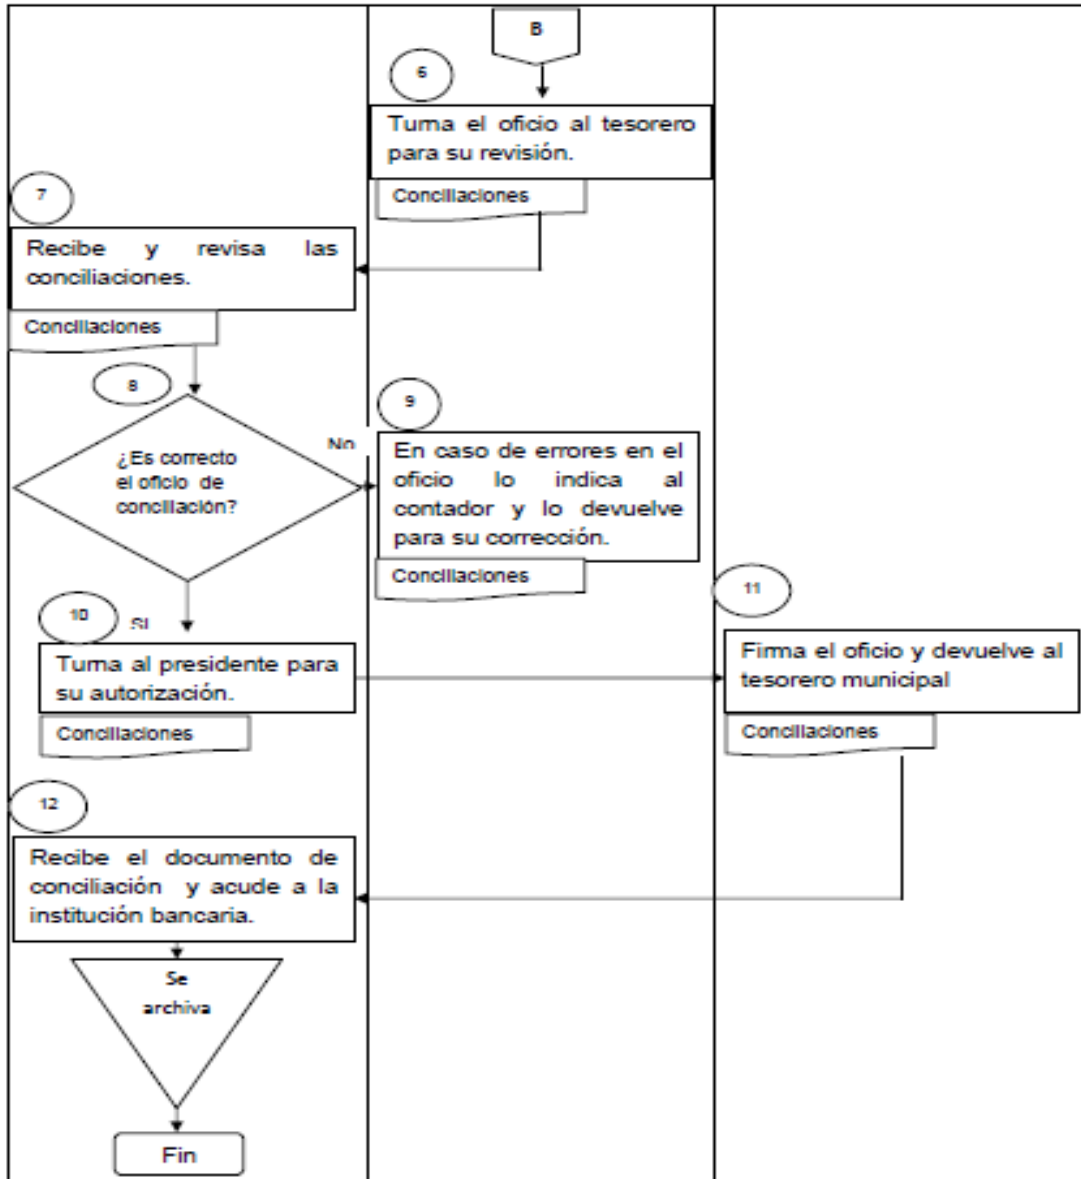 B
6
Turna el oficio al tesorero
para su revisión.
Conciliaciones
7
Recibe y revisa las
conciliaciones.
Conciliaciones
8
¿Es correcto
el oficio de
conciliación?
No
9
En caso de errores en el
oficio lo indica al
contador y lo devuelve
para su corrección.
Conciliaciones
10
SI
Turna al presidente para
su autorización.
Conciliaciones
11
Firma el oficio y devuelve al
tesorero municipal
Conciliaciones
12
Recibe el documento de
conciliación y acude a la
institución bancaria.
Se
archiva
Fin